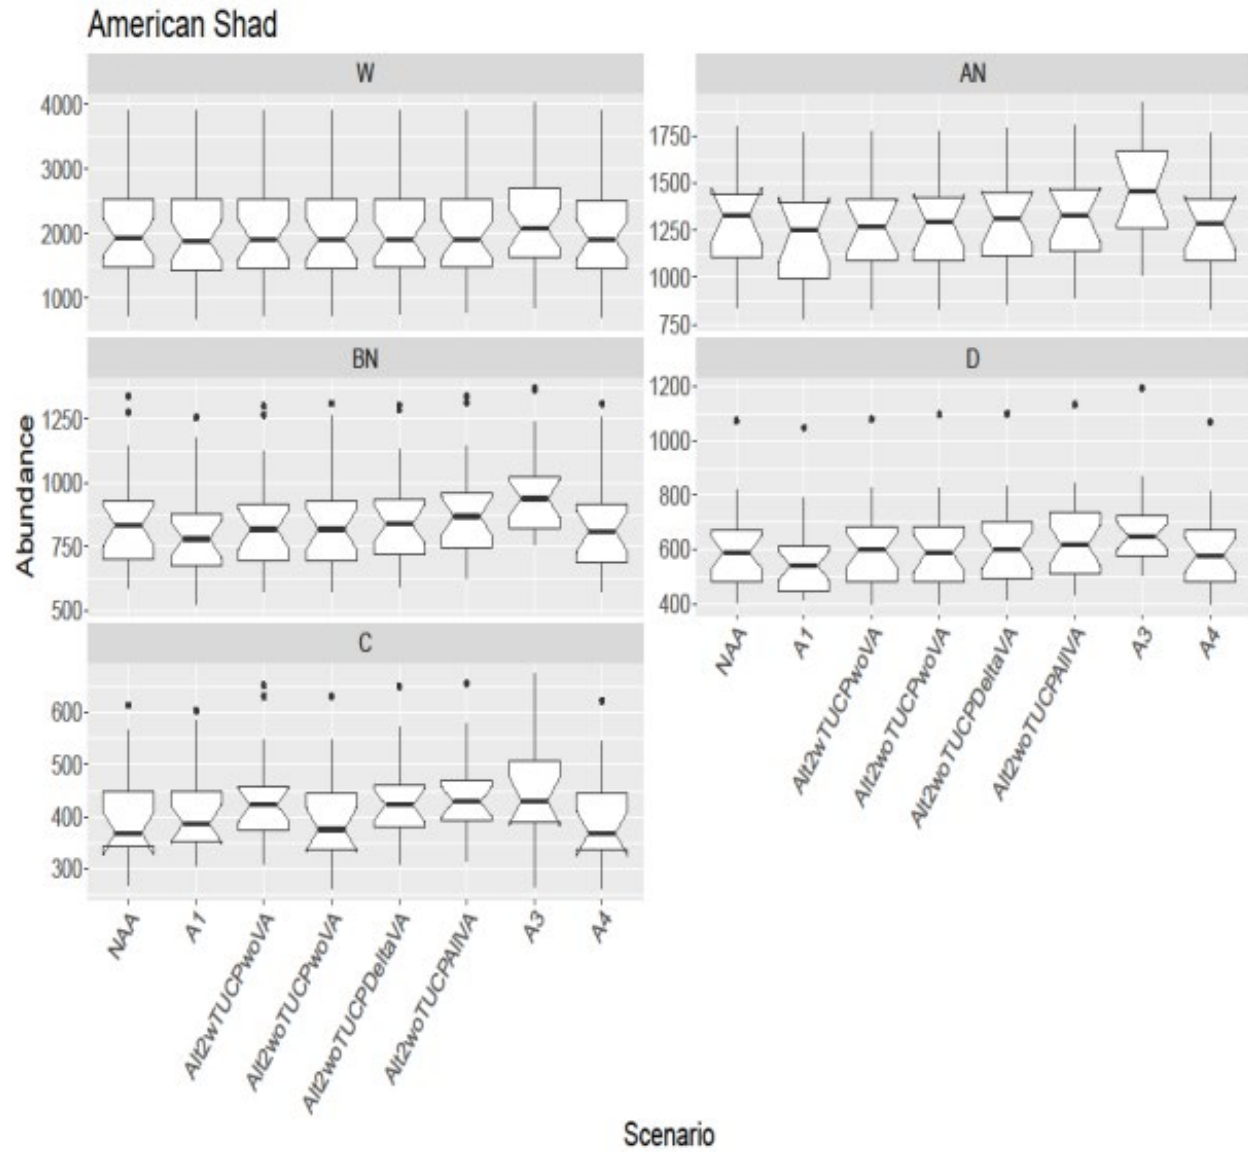 American Shad
W
4000
3000
2000
1000
AN
1750
1500
1250
1000
750
BN
1250
1000
750
500
D
1200
1000
800
600
400
NAA
A1
Alt2wTUCPwoVA
Alt2woTUCPwoVA
Alt2woTUCPDeltaVA
Alt2woTUCPAllVA
A3
A4
C
600
500
400
300
NAA
A1
Alt2wTUCPwoVA
Alt2woTUCPwoVA
Alt2woTUCPDeltaVA
Alt2woTUCPAllVA
A3
A4
Abundance
Scenario